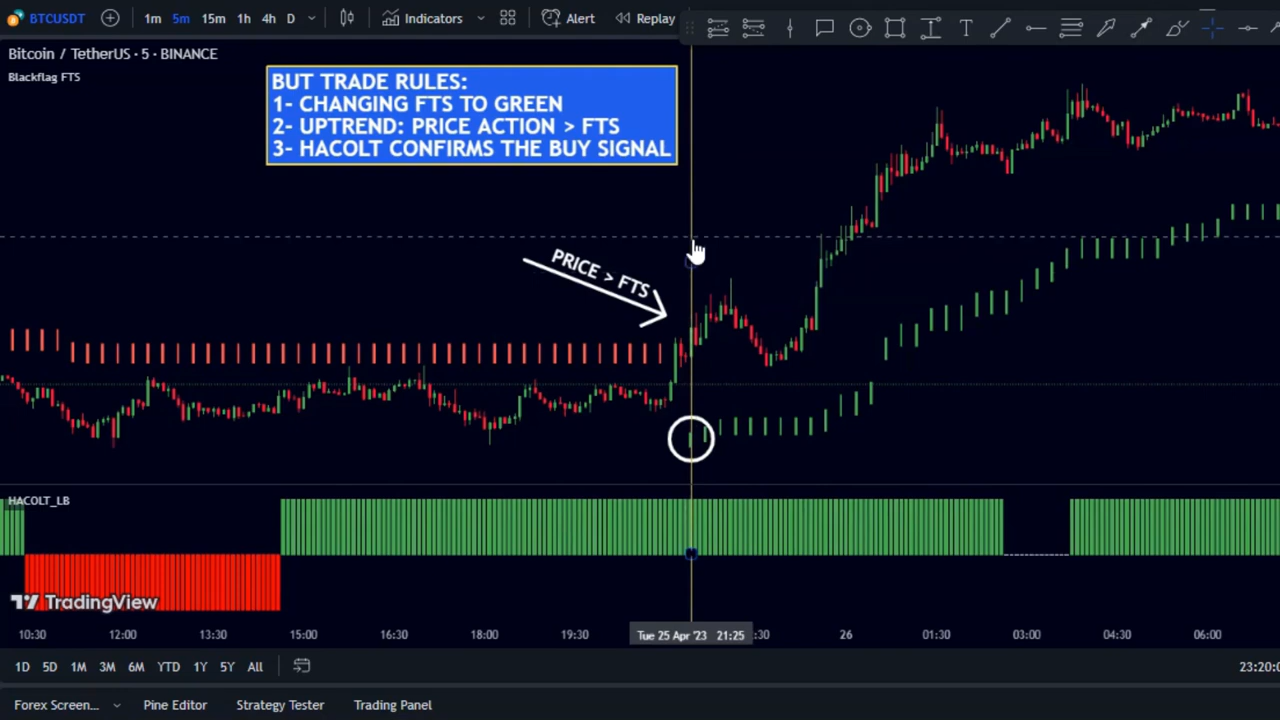 BTCUSDT 1m 5m 15m 1h 4h D Indicators Alert Replay
Bitcoin / TetherUS · 5 · BINANCE
Blackflag FTS
BUT TRADE RULES:
1- CHANGING FTS TO GREEN
2- UPTREND: PRICE ACTION > FTS
3- HACOLT CONFIRMS THE BUY SIGNAL
PRICE > FTS
HACOLT_LB
TradingView
10:30 12:00 13:30 15:00 16:30 18:00 19:30 Tue 25 Apr '23 21:25 :30 26 01:30 03:00 04:30 06:00
1D 5D 1M 3M 6M YTD 1Y 5Y All 23:20:0
Forex Screen... Pine Editor Strategy Tester Trading Panel